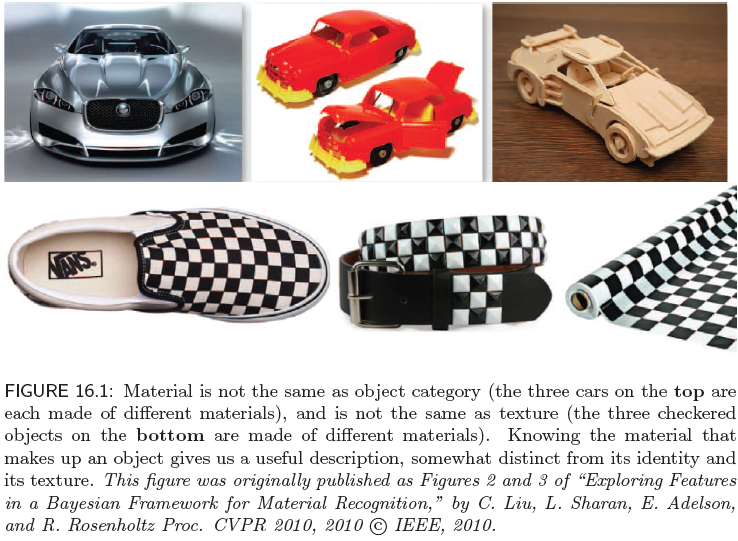 VANS
FIGURE 16.1: Material is not the same as object category (the three cars on the top are
each made of different materials), and is not the same as texture (the three checkered
objects on the bottom are made of different materials). Knowing the material that
makes up an object gives us a useful description, somewhat distinct from its identity and
its texture. This figure was originally published as Figures 2 and 3 of “Exploring Features
in a Bayesian Framework for Material Recognition,” by C. Liu, L. Sharan, E. Adelson,
and R. Rosenholtz Proc. CVPR 2010, 2010 © IEEE, 2010.